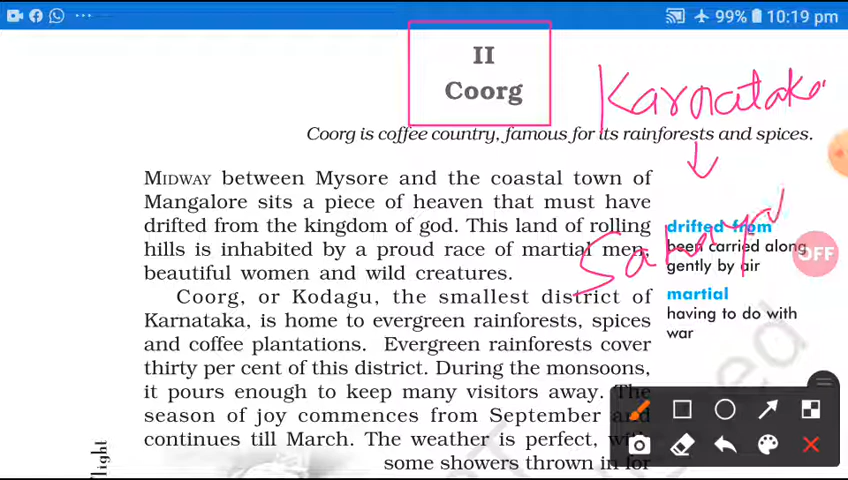 99% 10:19 pm
II
Coorg
Karnataka
Coorg is coffee country, famous for its rainforests and spices.
MIDWAY between Mysore and the coastal town of
Mangalore sits a piece of heaven that must have
drifted from the kingdom of god. This land of rolling
hills is inhabited by a proud race of martial men,
beautiful women and wild creatures.
Coorg, or Kodagu, the smallest district of
Karnataka, is home to evergreen rainforests, spices
and coffee plantations. Evergreen rainforests cover
thirty per cent of this district. During the monsoons,
it pours enough to keep many visitors away. The
season of joy commences from September and
continues till March. The weather is perfect, with
some showers thrown in for
drifted from
been carried along
gently by air
martial
having to do with
war
OFF
flight